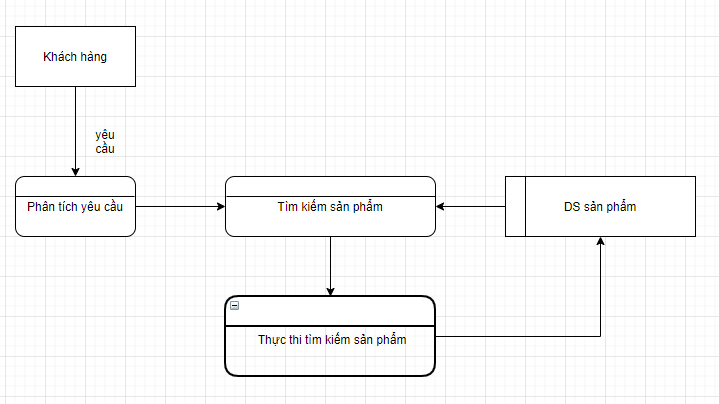 Khách hàng
yêu
cầu
Phân tích yêu cầu
Tìm kiếm sản phẩm
DS sản phẩm
Thực thi tìm kiếm sản phẩm